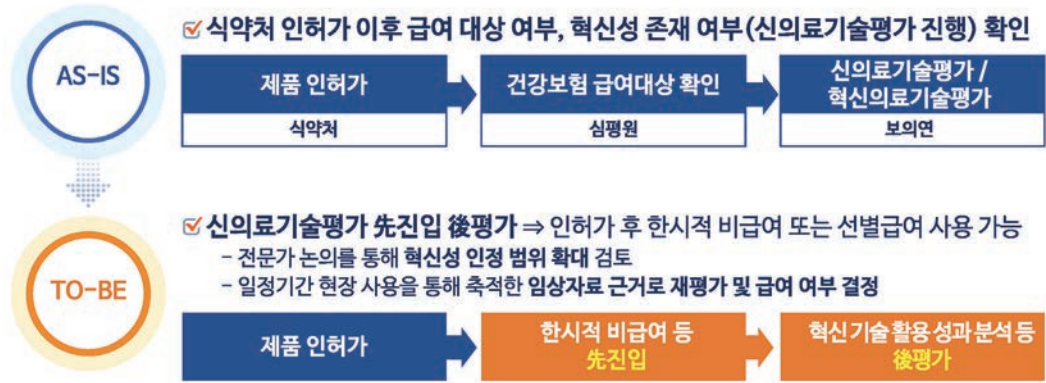 AS-IS
식약처 인허가 이후 급여 대상 여부, 혁신성 존재 여부(신의료기술평가 진행) 확인
제품 인허가
식약처
건강보험 급여대상 확인
심평원
신의료기술평가 /
혁신의료기술평가
보의연
TO-BE
신의료기술평가 先진입 後평가 ⇒ 인허가 후 한시적 비급여 또는 선별급여 사용 가능
– 전문가 논의를 통해 혁신성 인정 범위 확대 검토
– 일정기간 현장 사용을 통해 축적한 임상자료 근거로 재평가 및 급여 여부 결정
제품 인허가
한시적 비급여 등
先진입
혁신기술 활용성과분석 등
後평가